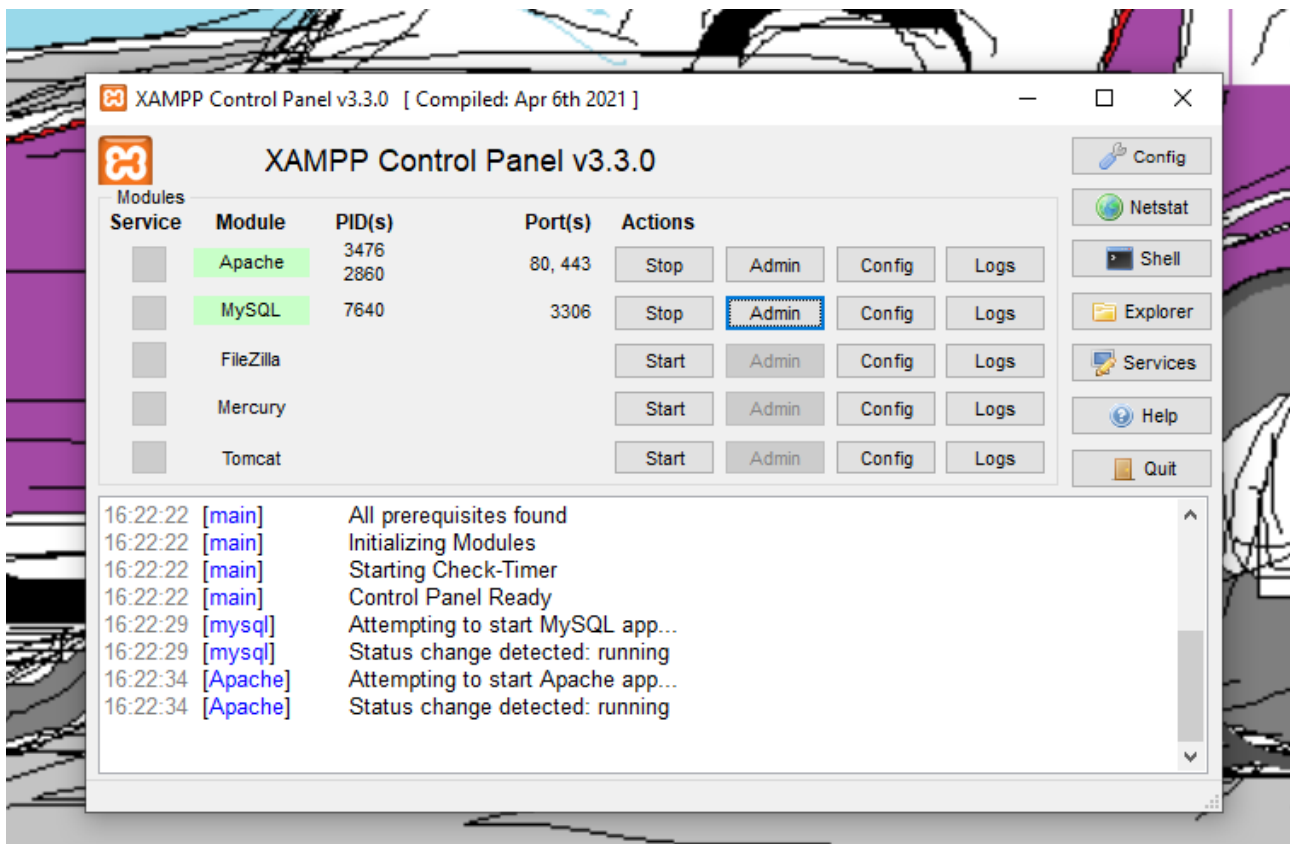 XAMPP Control Panel v3.3.0 [ Compiled: Apr 6th 2021 ]
XAMPP Control Panel v3.3.0
Config
Modules
Service Module PID(s) Port(s) Actions
Netstat
Apache 3476 2860 80, 443 Stop Admin Config Logs
Shell
MySQL 7640 3306 Stop Admin Config Logs
Explorer
FileZilla Start Admin Config Logs
Services
Mercury Start Admin Config Logs
Help
Tomcat Start Admin Config Logs
Quit
16:22:22 [main] All prerequisites found
16:22:22 [main] Initializing Modules
16:22:22 [main] Starting Check-Timer
16:22:22 [main] Control Panel Ready
16:22:29 [mysql] Attempting to start MySQL app...
16:22:29 [mysql] Status change detected: running
16:22:34 [Apache] Attempting to start Apache app...
16:22:34 [Apache] Status change detected: running